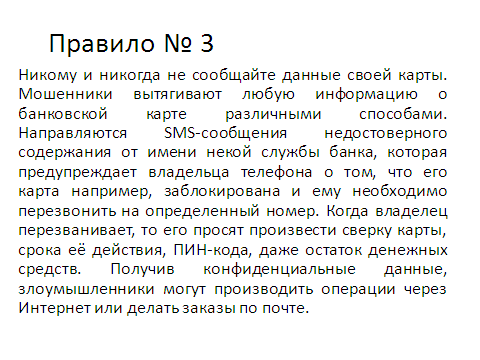 Правило № 3
Никому и никогда не сообщайте данные своей карты.
Мошенники вытягивают любую информацию о
банковской карте различными способами.
Направляются SMS-сообщения недостоверного
содержания от имени некой службы банка, которая
предупреждает владельца телефона о том, что его
карта например, заблокирована и ему необходимо
перезвонить на определенный номер. Когда владелец
перезванивает, то его просят произвести сверку карты,
срока её действия, ПИН-кода, даже остаток денежных
средств. Получив конфиденциальные данные,
злоумышленники могут производить операции через
Интернет или делать заказы по почте.